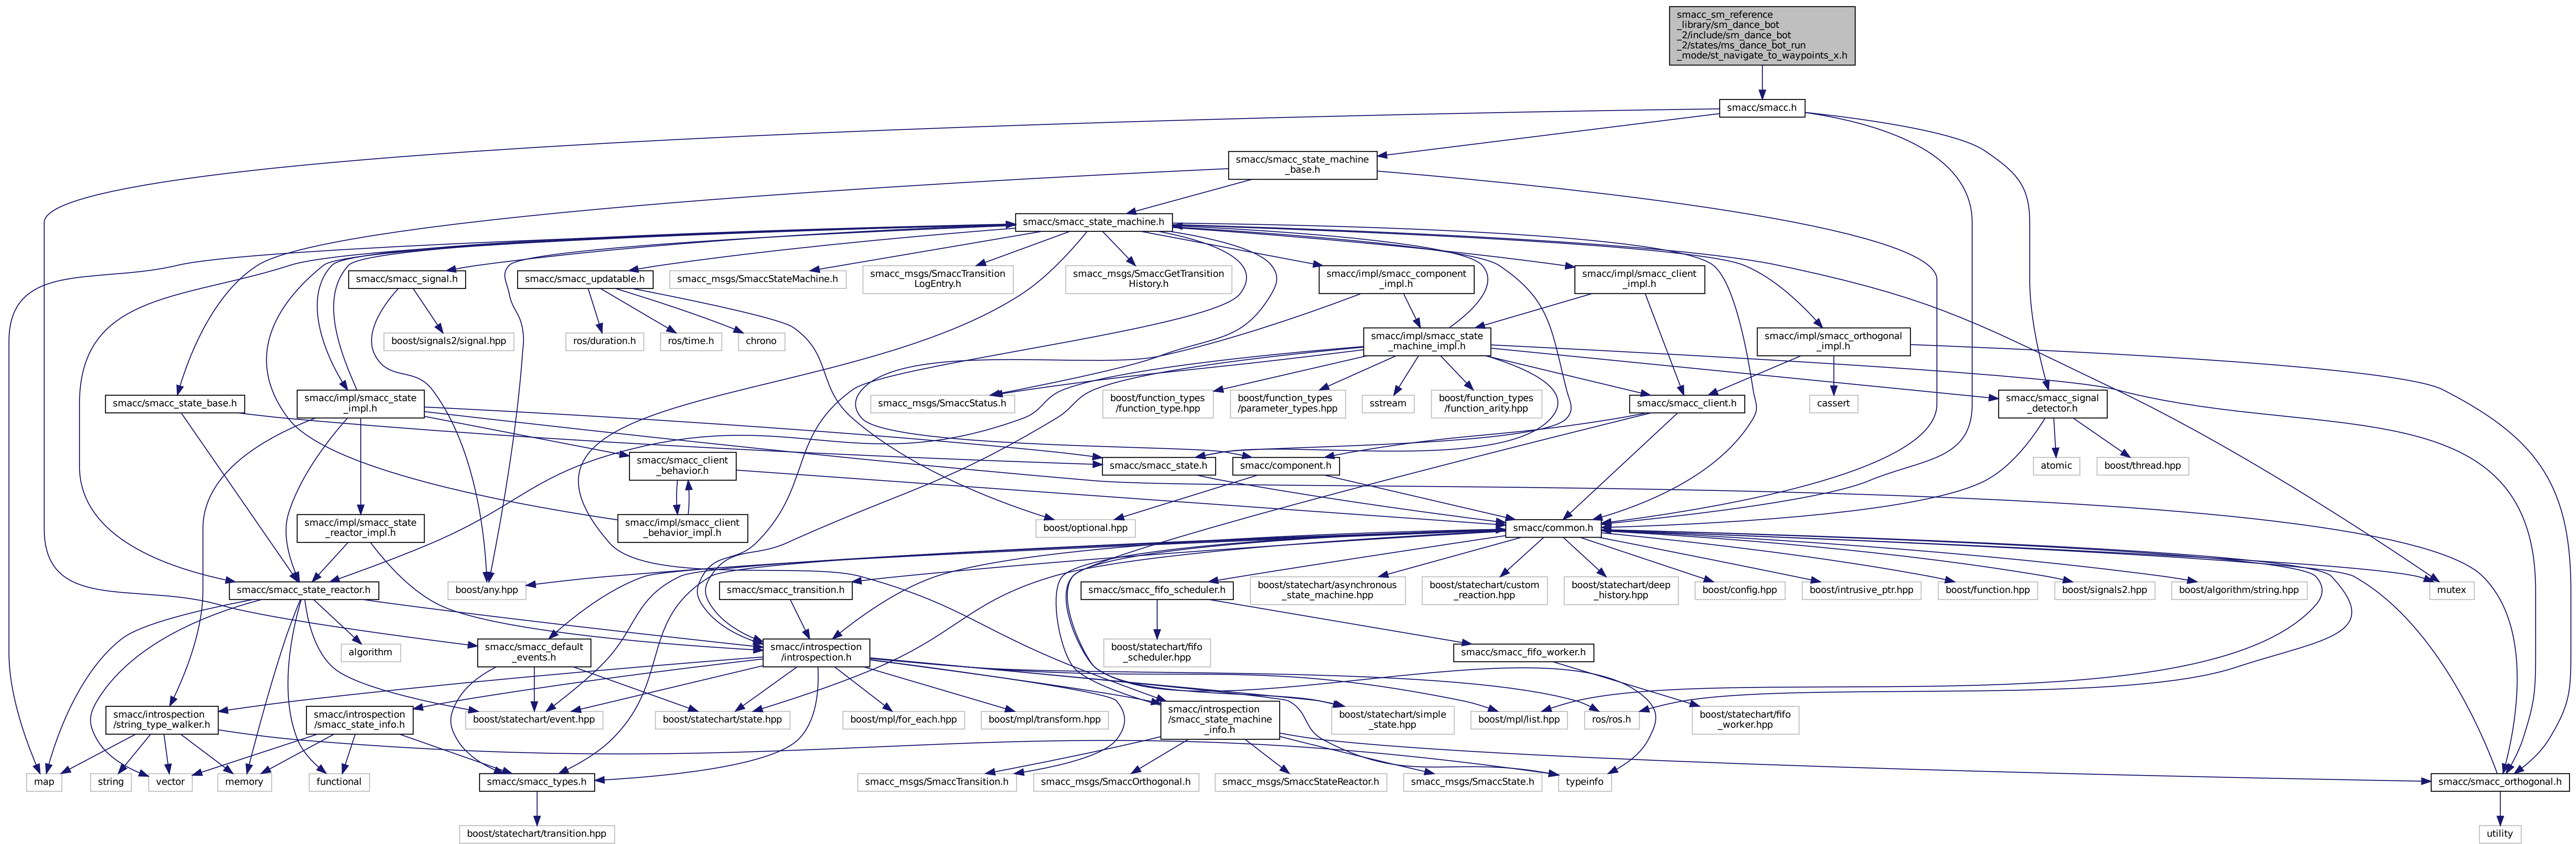 smacc_sm_reference
_library/sm_dance_bot
_2/include/sm_dance_bot
_2/states/ms_dance_bot_run
_mode/st_navigate_to_waypoints_x.h
smacc/smacc.h
smacc/smacc_state_machine
_base.h
smacc/smacc_state_machine.h
smacc/smacc_signal.h
smacc/smacc_updatable.h
smacc_msgs/SmaccStateMachine.h
smacc_msgs/SmaccTransition
LogEntry.h
smacc_msgs/SmaccGetTransition
History.h
smacc/impl/smacc_component
_impl.h
smacc/impl/smacc_client
_impl.h
boost/signals2/signal.hpp
ros/duration.h
ros/time.h
chrono
smacc/impl/smacc_state
_machine_impl.h
smacc/impl/smacc_orthogonal
_impl.h
smacc/smacc_state_base.h
smacc/impl/smacc_state
_impl.h
smacc_msgs/SmaccStatus.h
boost/function_types
/function_type.hpp
boost/function_types
/parameter_types.hpp
sstream
boost/function_types
/function_arity.hpp
smacc/smacc_client.h
cassert
smacc/smacc_signal
_detector.h
smacc/smacc_client
_behavior.h
smacc/smacc_state.h
smacc/component.h
atomic
boost/thread.hpp
smacc/impl/smacc_state
_reactor_impl.h
smacc/impl/smacc_client
_behavior_impl.h
boost/optional.hpp
smacc/common.h
smacc/smacc_state_reactor.h
boost/any.hpp
smacc/smacc_transition.h
smacc/smacc_fifo_scheduler.h
boost/statechart/asynchronous
_state_machine.hpp
boost/statechart/custom
_reaction.hpp
boost/statechart/deep
_history.hpp
boost/config.hpp
boost/intrusive_ptr.hpp
boost/function.hpp
boost/signals2.hpp
boost/algorithm/string.hpp
mutex
algorithm
smacc/smacc_default
_events.h
smacc/introspection
/introspection.h
boost/statechart/fifo
_scheduler.hpp
smacc/smacc_fifo_worker.h
smacc/introspection
/string_type_walker.h
smacc/introspection
/smacc_state_info.h
boost/statechart/event.hpp
boost/statechart/state.hpp
boost/mpl/for_each.hpp
boost/mpl/transform.hpp
smacc/introspection
/smacc_state_machine
_info.h
boost/statechart/simple
_state.hpp
boost/mpl/list.hpp
ros/ros.h
boost/statechart/fifo
_worker.hpp
map
string
vector
memory
functional
smacc/smacc_types.h
smacc_msgs/SmaccTransition.h
smacc_msgs/SmaccOrthogonal.h
smacc_msgs/SmaccStateReactor.h
smacc_msgs/SmaccState.h
typeinfo
smacc/smacc_orthogonal.h
boost/statechart/transition.hpp
utility